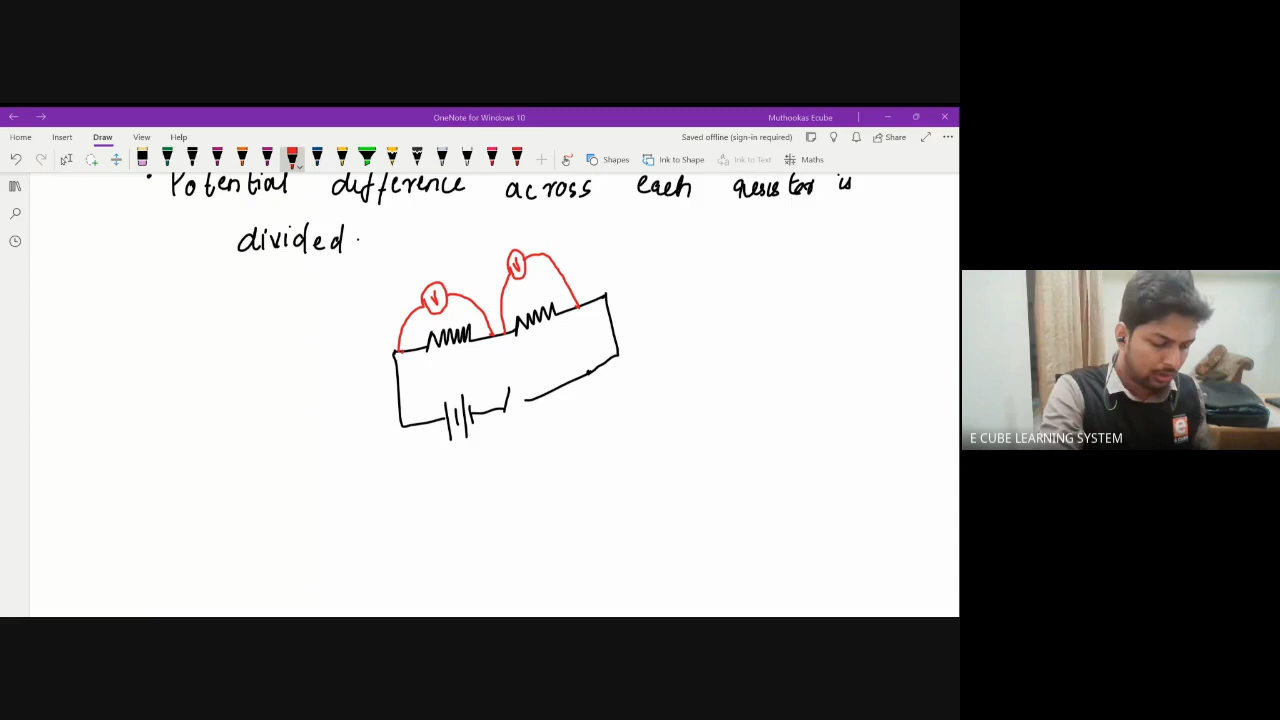 OneNote for Windows 10
Muthookas Ecube
Home Insert Draw View Help
Saved offline (sign-in required)
Share
Shapes
Ink to Shape
Ink to Text
Maths
• Potential difference across each resistor is
divided.
V
V
e
E CUBE
E CUBE LEARNING SYSTEM